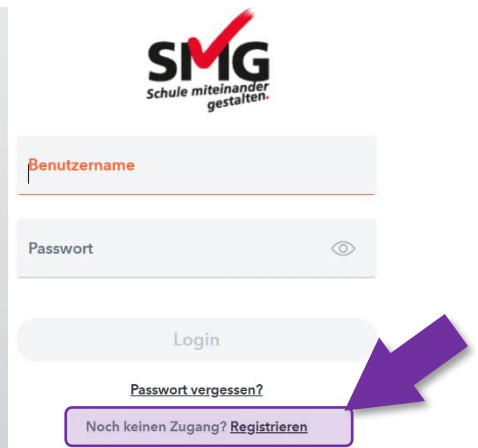 SMG
Schule miteinander
gestalten.
Benutzername
Passwort
Login
Passwort vergessen?
Noch keinen Zugang? Registrieren